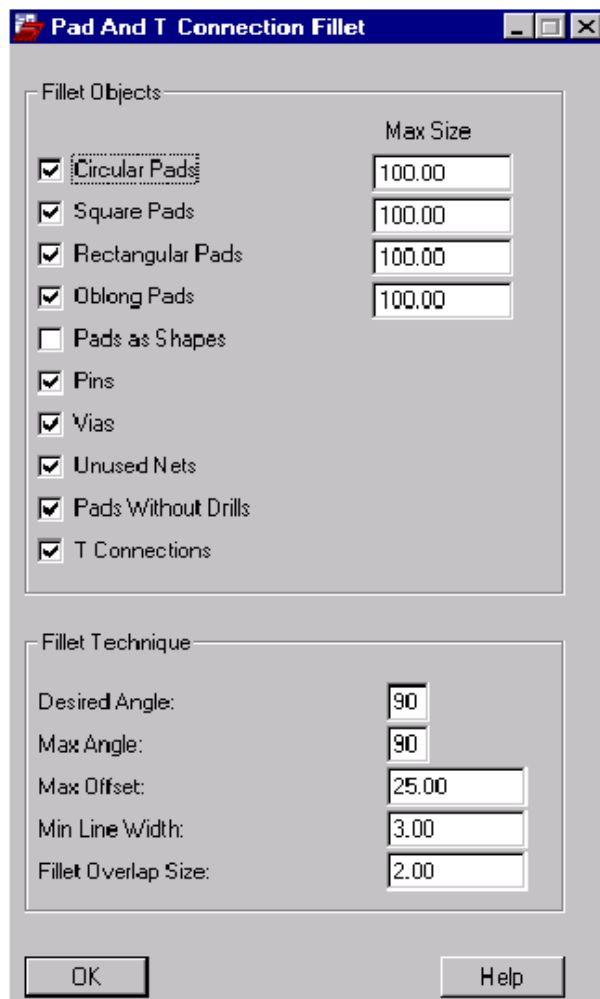 Pad And T Connection Fillet
Fillet Objects
Max Size
Circular Pads 100.00
Square Pads 100.00
Rectangular Pads 100.00
Oblong Pads 100.00
Pads as Shapes
Pins
Vias
Unused Nets
Pads Without Drills
T Connections
Fillet Technique
Desired Angle: 90
Max Angle: 90
Max Offset: 25.00
Min Line Width: 3.00
Fillet Overlap Size: 2.00
OK Help